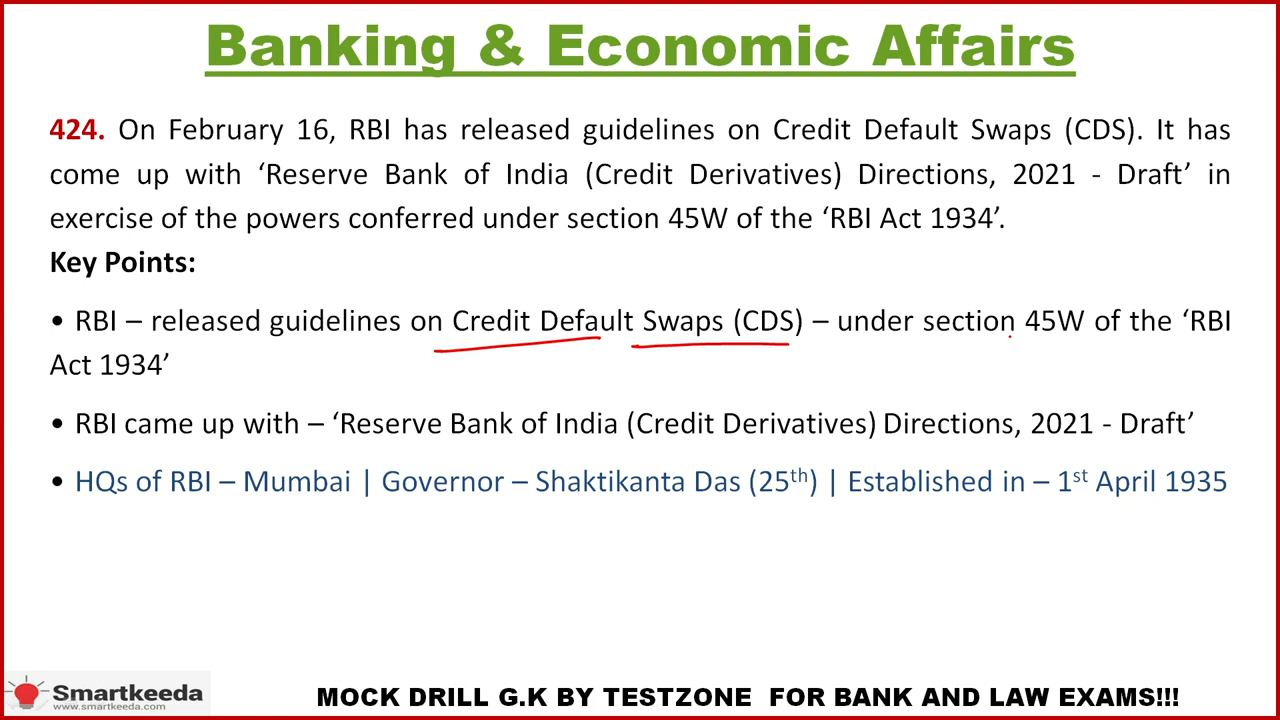 Banking & Economic Affairs
424. On February 16, RBI has released guidelines on Credit Default Swaps (CDS). It has
come up with ‘Reserve Bank of India (Credit Derivatives) Directions, 2021 - Draft’ in
exercise of the powers conferred under section 45W of the ‘RBI Act 1934’.
Key Points:
• RBI – released guidelines on Credit Default Swaps (CDS) – under section 45W of the ‘RBI
Act 1934’
• RBI came up with – ‘Reserve Bank of India (Credit Derivatives) Directions, 2021 - Draft’
• HQs of RBI – Mumbai | Governor – Shaktikanta Das (25th) | Established in – 1st April 1935
Smartkeeda
www.smartkeeda.com
MOCK DRILL G.K BY TESTZONE FOR BANK AND LAW EXAMS!!!